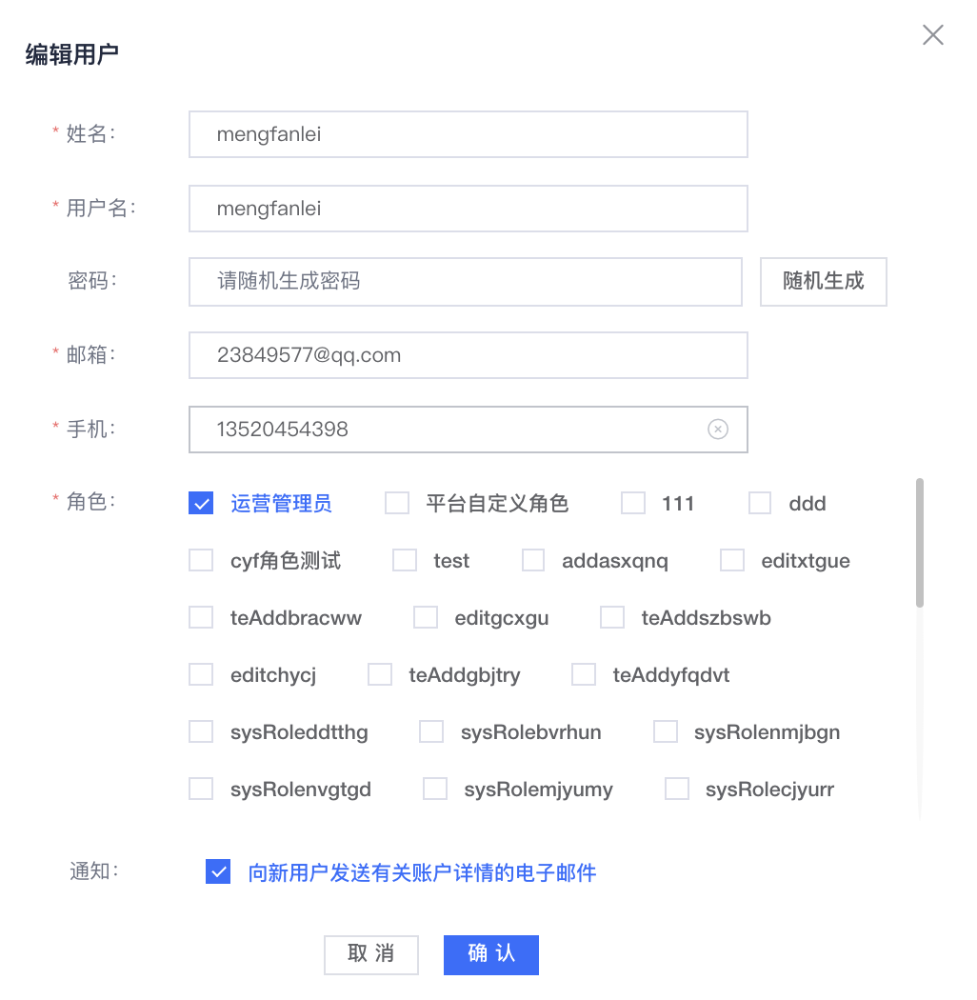 编辑用户
* 姓名： mengfanlei
* 用户名： mengfanlei
密码： 请随机生成密码 随机生成
* 邮箱： 23849577@qq.com
* 手机： 13520454398
* 角色： 运营管理员 平台自定义角色 111 ddd
cyf角色测试 test addasxqnq editxtgue
teAddbracww editgcxgu teAddszbswb
editchycj teAddgbjtry teAddyfqdvt
sysRoleddtthg sysRolebvrhun sysRolenmjbgn
sysRolenvgtgd sysRolemjyumy sysRolecjyurr
通知： 向新用户发送有关账户详情的电子邮件
取 消 确 认